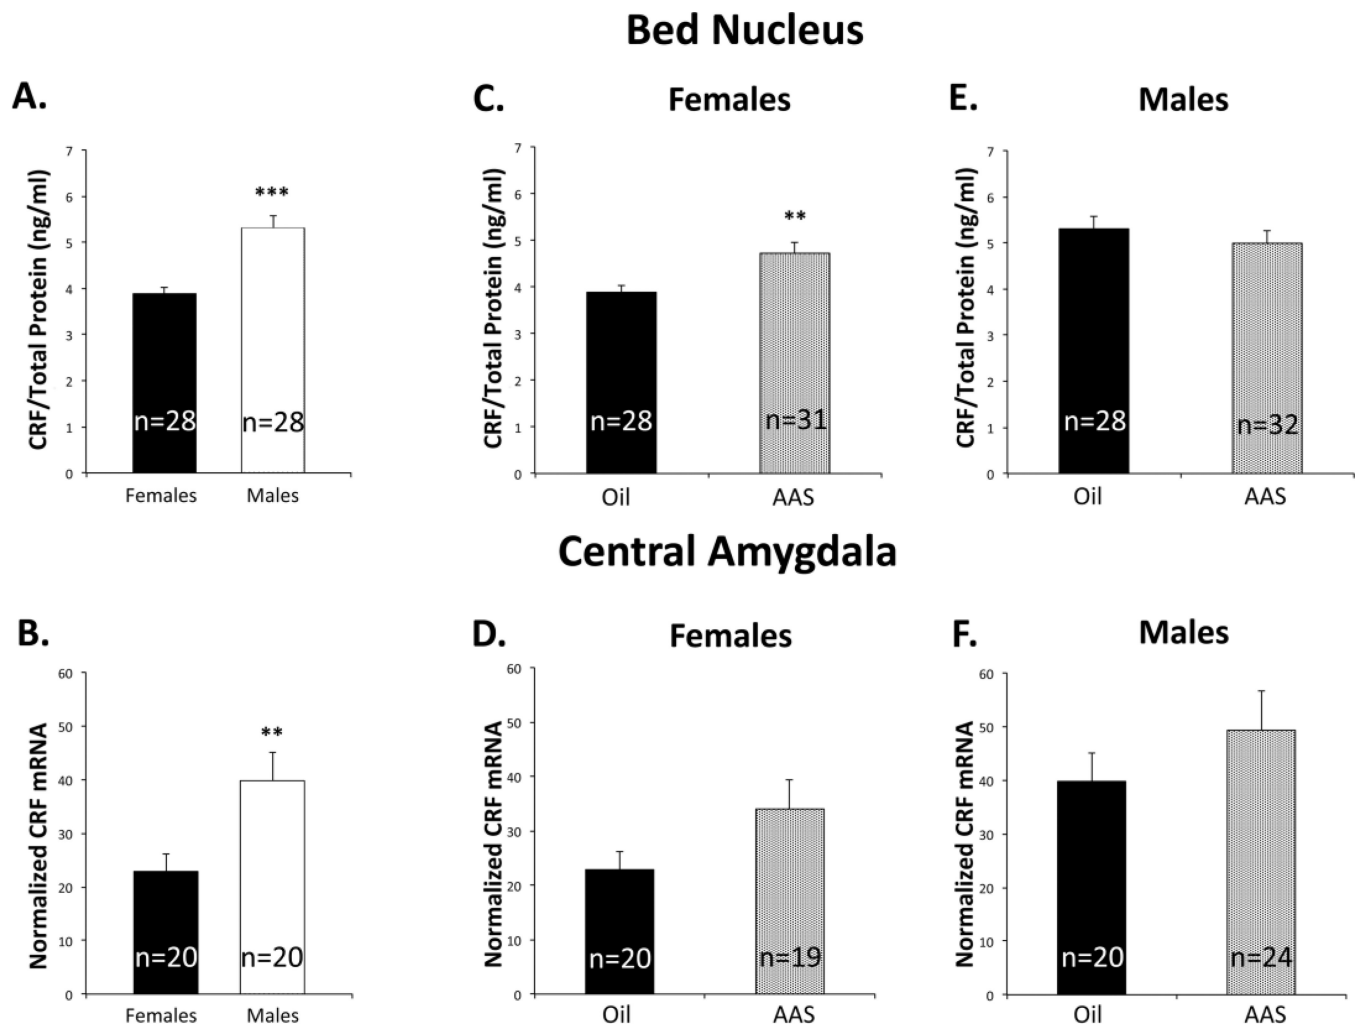 Bed Nucleus
A.
CRF/Total Protein (ng/ml)
7
6
5
4
3
2
1
0
***
n=28
n=28
Females
Males
C.
Females
CRF/Total Protein (ng/ml)
7
6
5
4
3
2
1
0
**
n=28
n=31
Oil
AAS
E.
Males
CRF/Total Protein (ng/ml)
7
6
5
4
3
2
1
0
n=28
n=32
Oil
AAS
Central Amygdala
B.
Normalized CRF mRNA
60
50
40
30
20
10
0
**
n=20
n=20
Females
Males
D.
Females
Normalized CRF mRNA
60
50
40
30
20
10
0
n=20
n=19
Oil
AAS
F.
Males
Normalized CRF mRNA
60
50
40
30
20
10
0
n=20
n=24
Oil
AAS